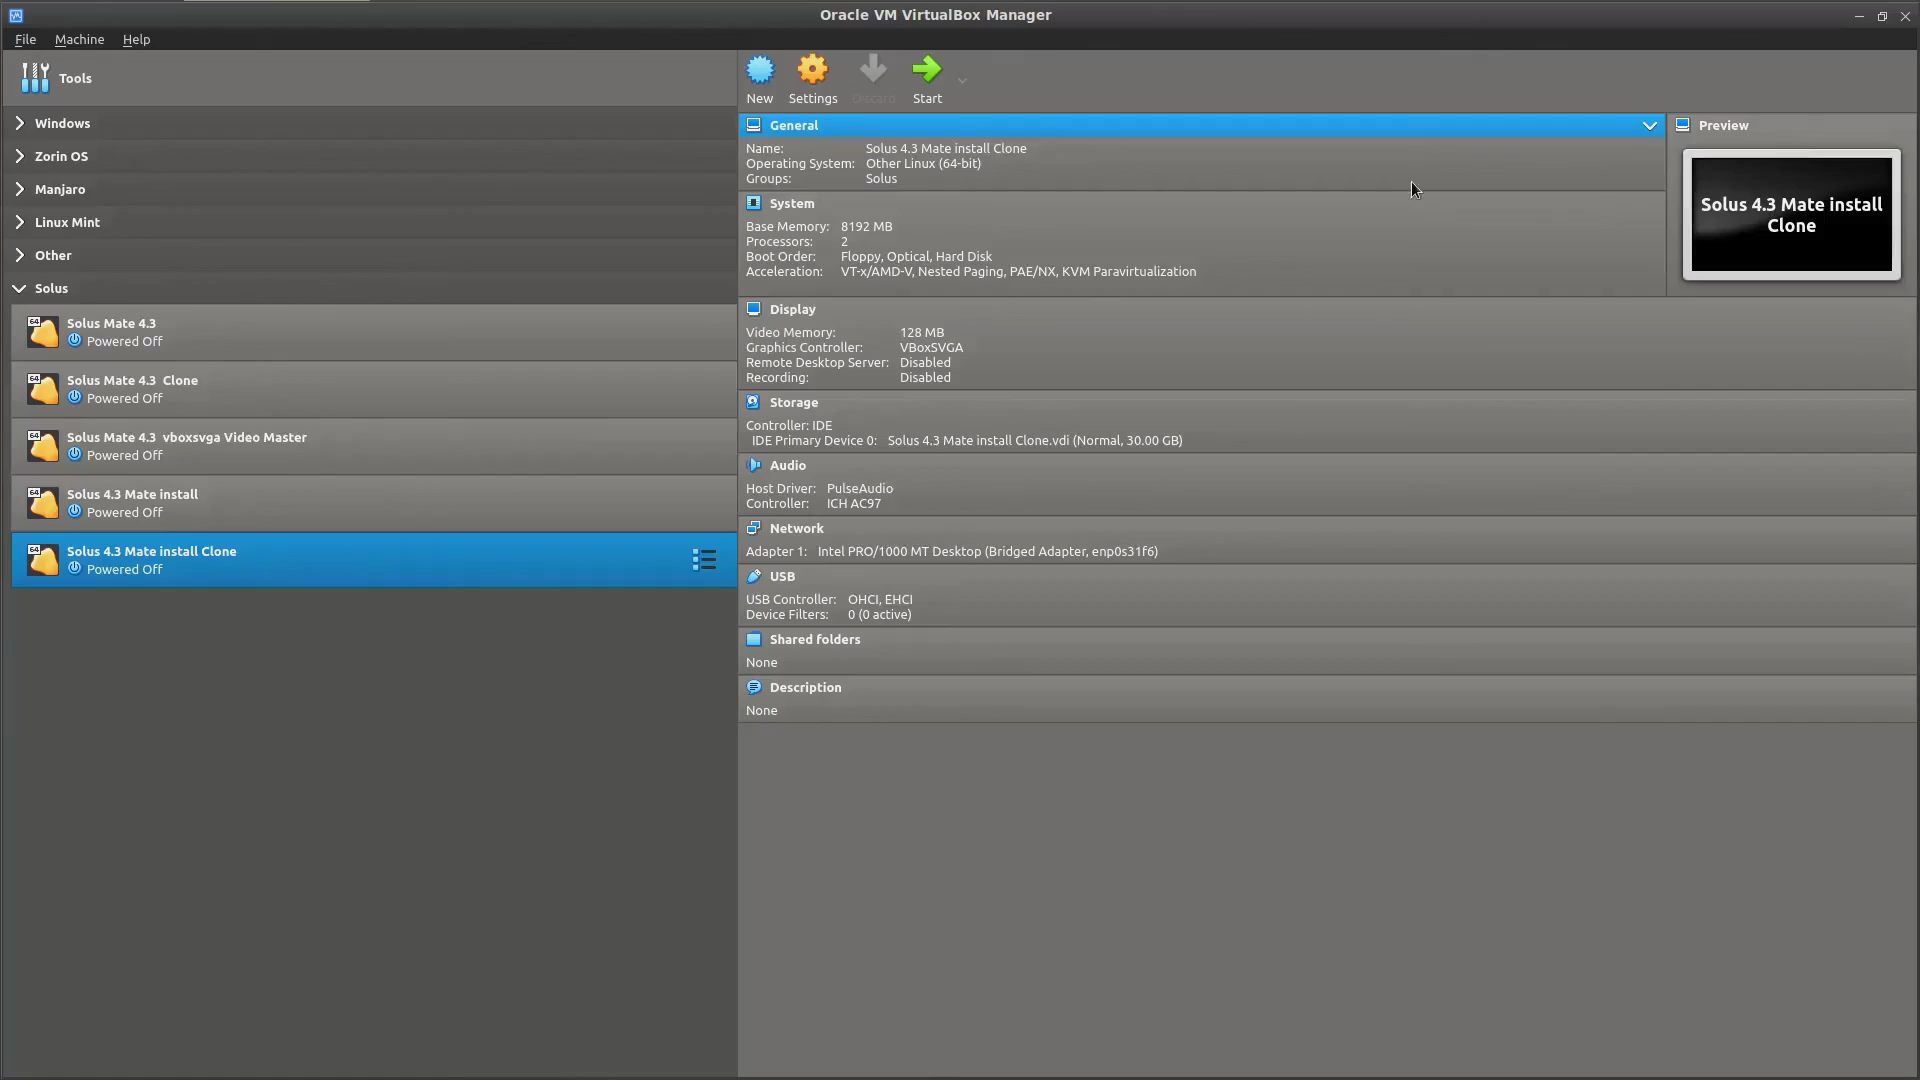 Oracle VM VirtualBox Manager
File Machine Help
Tools
New Settings Discard Start
Windows
Zorin OS
Manjaro
Linux Mint
Other
Solus
64 Solus Mate 4.3
Powered Off
64 Solus Mate 4.3 Clone
Powered Off
64 Solus Mate 4.3 vboxsvga Video Master
Powered Off
64 Solus 4.3 Mate install
Powered Off
64 Solus 4.3 Mate install Clone
Powered Off
General
Name: Solus 4.3 Mate install Clone
Operating System: Other Linux (64-bit)
Groups: Solus
System
Base Memory: 8192 MB
Processors: 2
Boot Order: Floppy, Optical, Hard Disk
Acceleration: VT-x/AMD-V, Nested Paging, PAE/NX, KVM Paravirtualization
Preview
Solus 4.3 Mate install
Clone
Display
Video Memory: 128 MB
Graphics Controller: VBoxSVGA
Remote Desktop Server: Disabled
Recording: Disabled
Storage
Controller: IDE
IDE Primary Device 0: Solus 4.3 Mate install Clone.vdi (Normal, 30.00 GB)
Audio
Host Driver: PulseAudio
Controller: ICH AC97
Network
Adapter 1: Intel PRO/1000 MT Desktop (Bridged Adapter, enp0s31f6)
USB
USB Controller: OHCI, EHCI
Device Filters: 0 (0 active)
Shared folders
None
Description
None